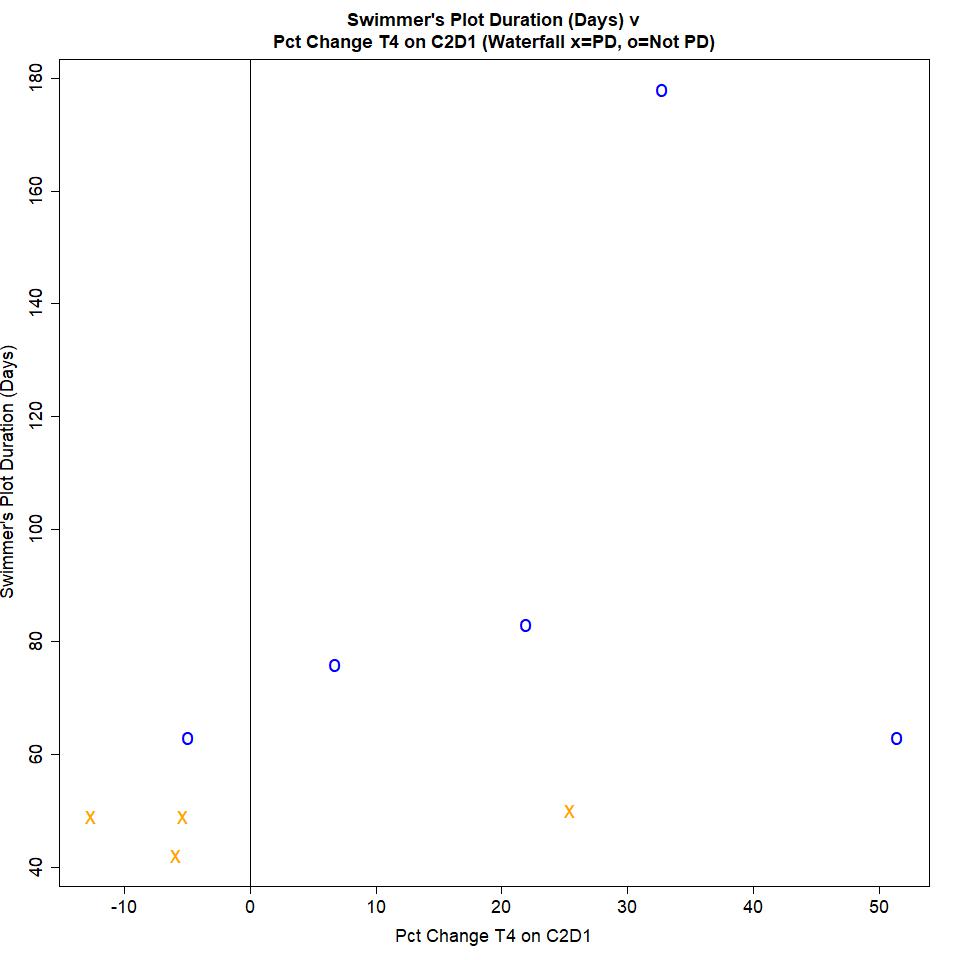 Swimmer's Plot Duration (Days) v
Pct Change T4 on C2D1 (Waterfall x=PD, o=Not PD)
Swimmer's Plot Duration (Days)
180
160
140
120
100
80
60
40
o
o
o
o
o
x
x
x
x
-10 0 10 20 30 40 50
Pct Change T4 on C2D1